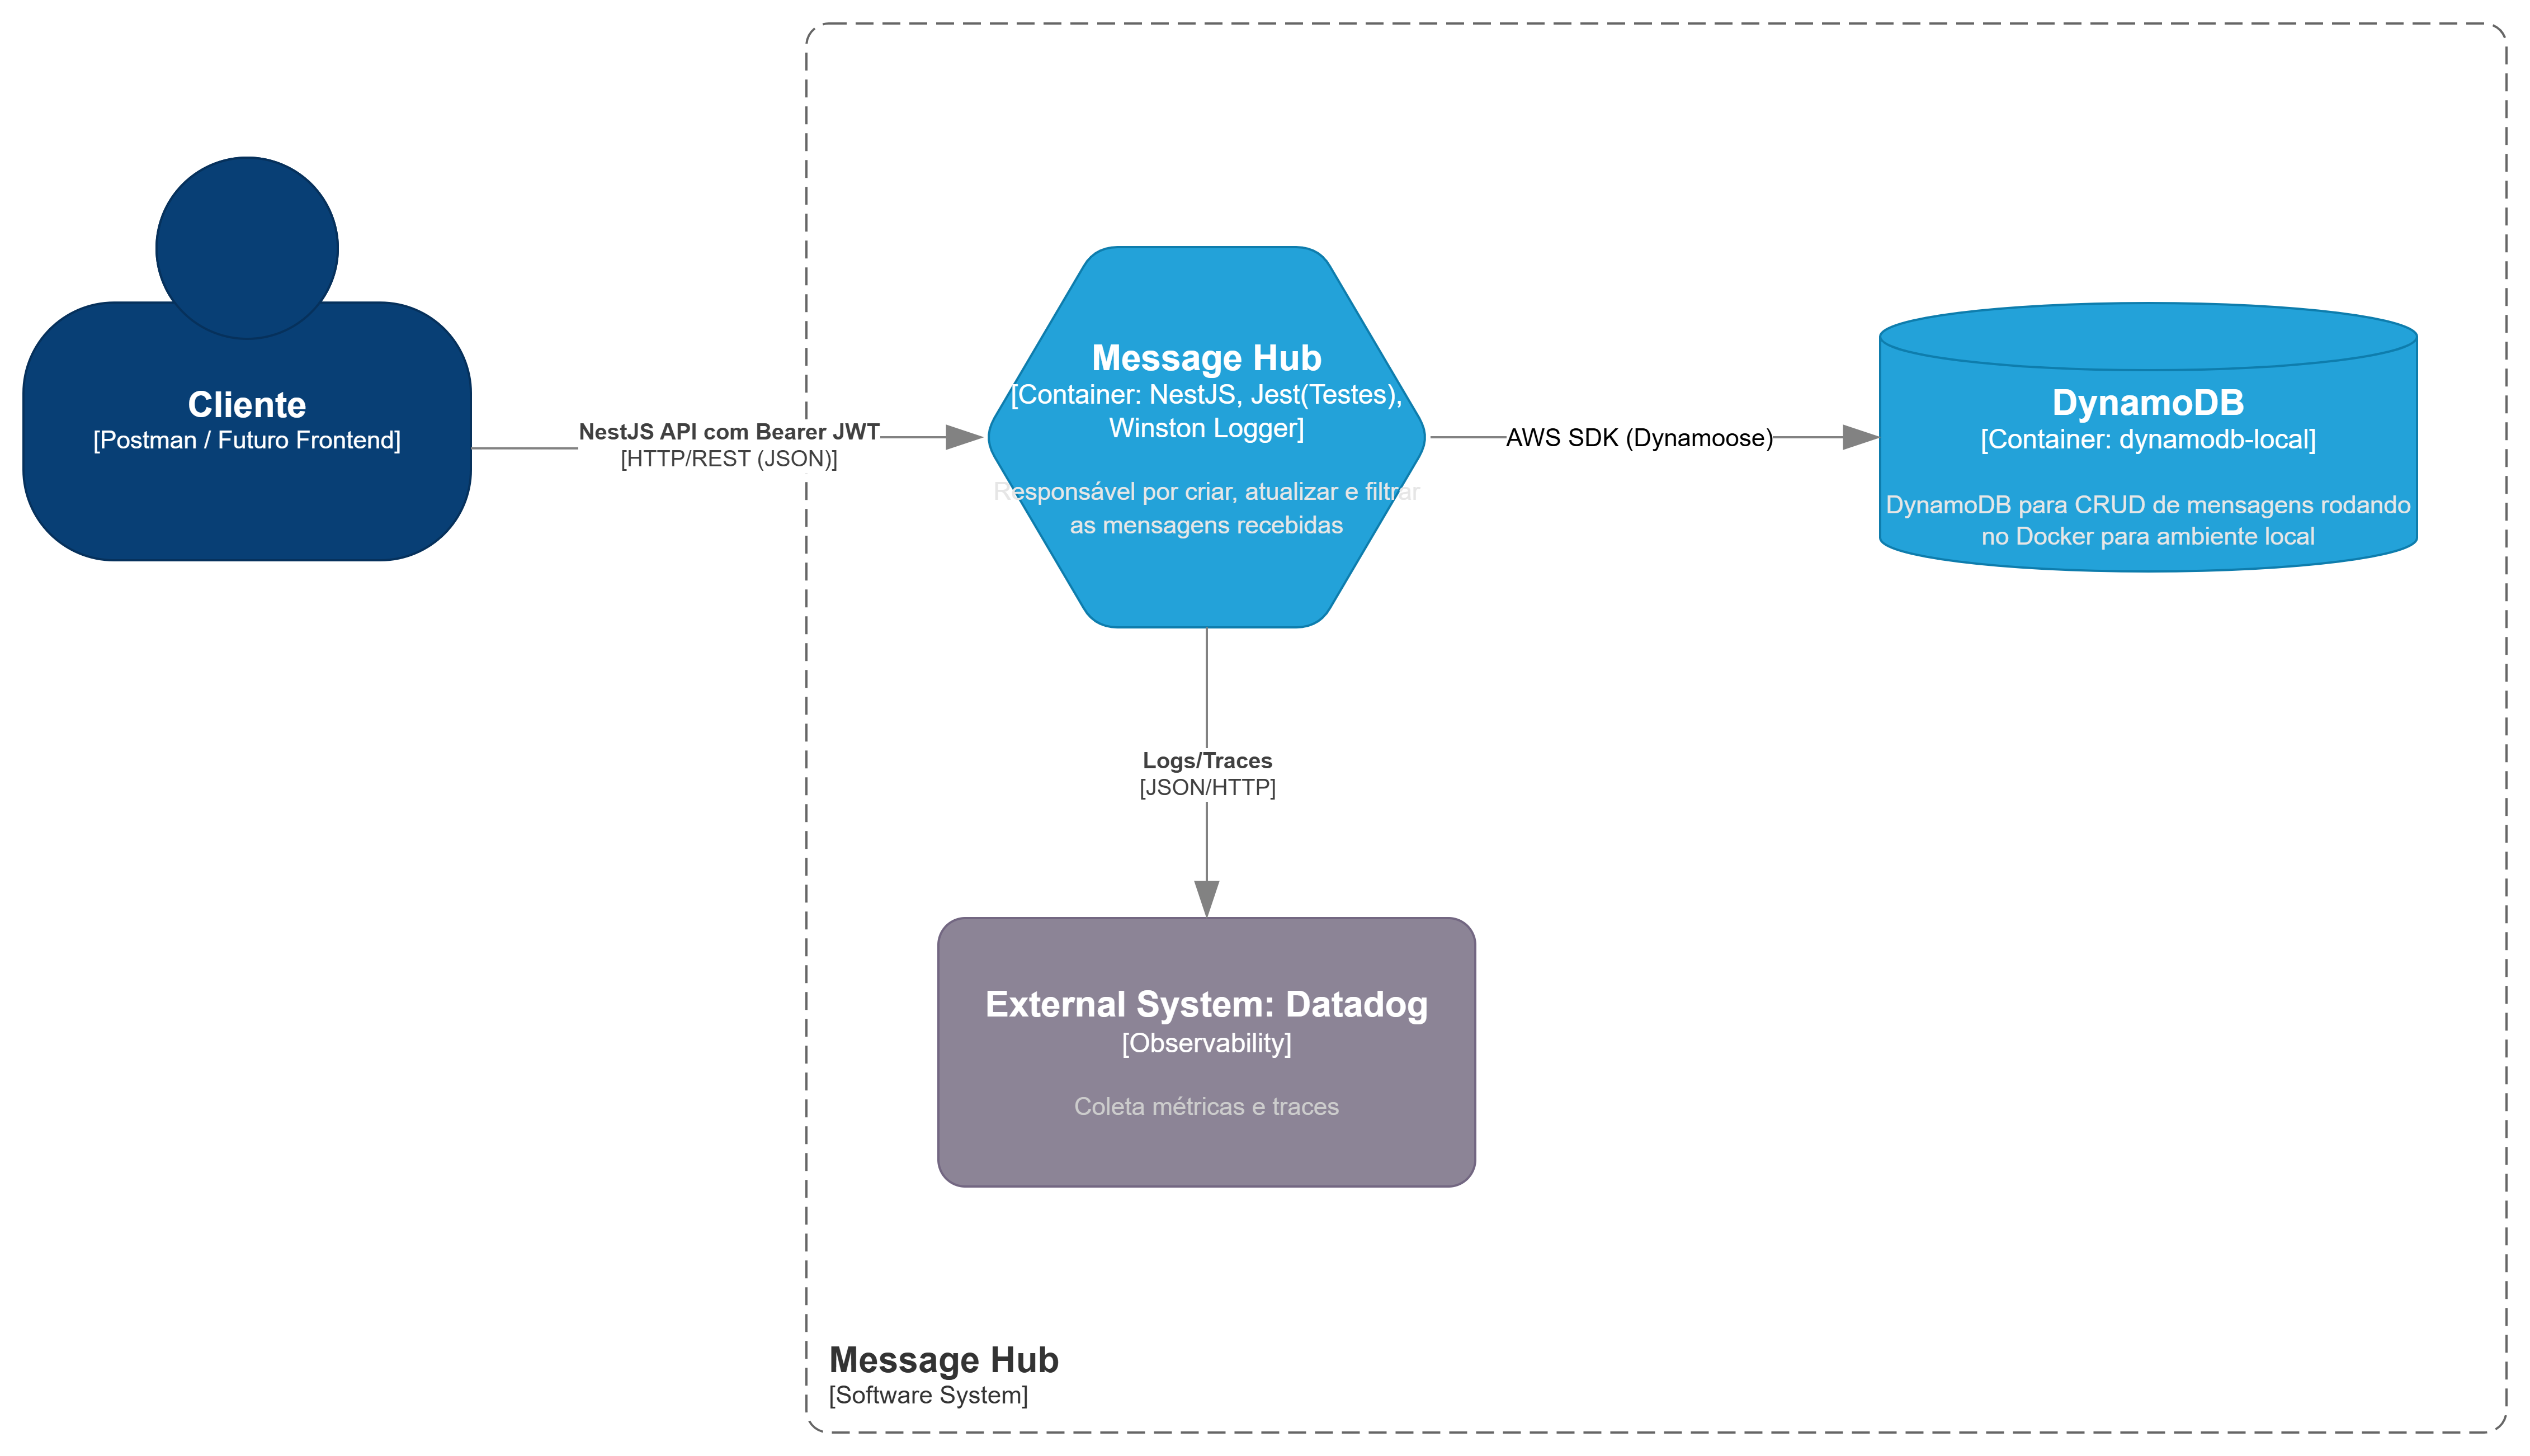 Cliente
[Postman / Futuro Frontend]
NestJS API com Bearer JWT
[HTTP/REST (JSON)]
Message Hub
[Container: NestJS, Jest(Testes),
Winston Logger]
Responsável por criar, atualizar e filtrar
as mensagens recebidas
AWS SDK (Dynamoose)
DynamoDB
[Container: dynamodb-local]
DynamoDB para CRUD de mensagens rodando
no Docker para ambiente local
Logs/Traces
[JSON/HTTP]
External System: Datadog
[Observability]
Coleta métricas e traces
Message Hub
[Software System]